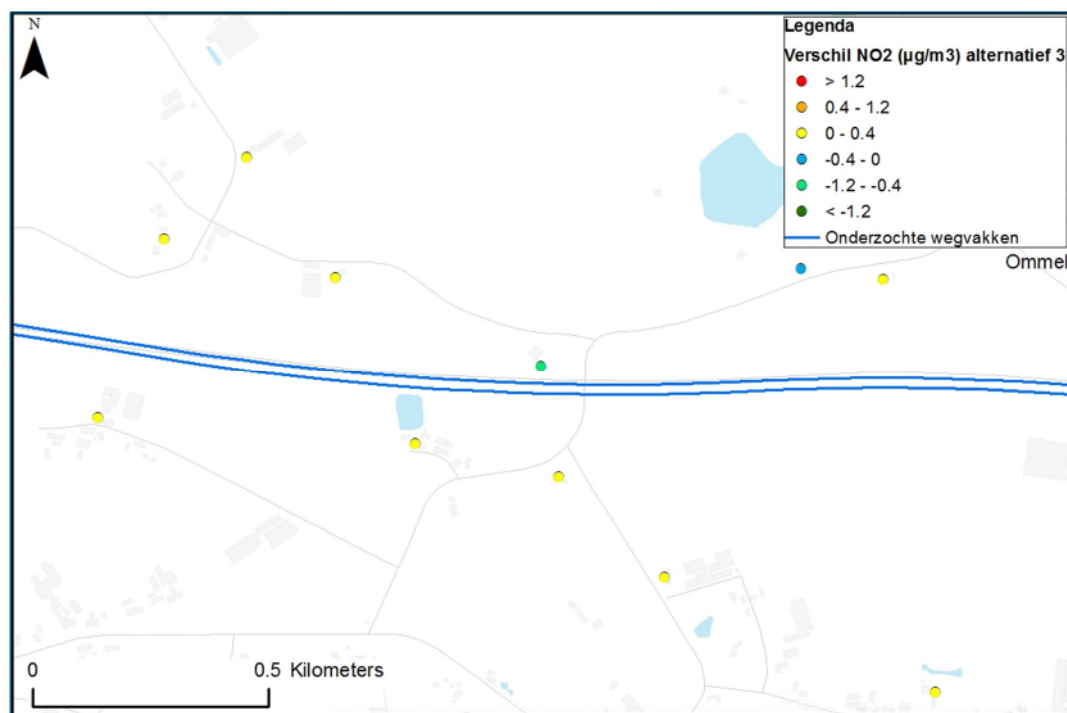 N
Legenda
Verschil NO2 (µg/m3) alternatief 3
> 1.2
0.4 - 1.2
0 - 0.4
-0.4 - 0
-1.2 - -0.4
< -1.2
Onderzochte wegvakken
Ommel
0 0.5 Kilometers